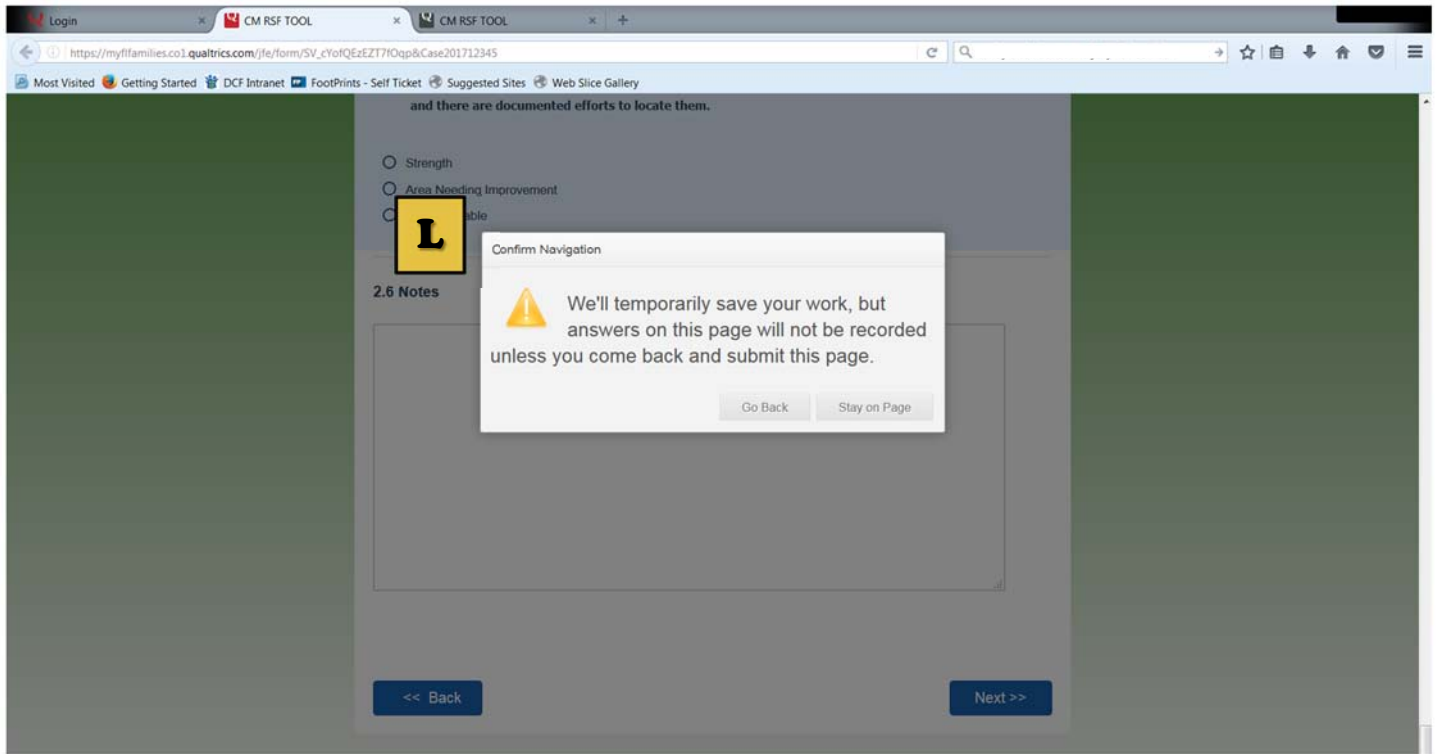 Login × CM RSF TOOL × CM RSF TOOL × +
https://myflfamilies.co1.qualtrics.com/jfe/form/SV_cYofQEzEZT7fOqp&Case201712345
Most Visited Getting Started DCF Intranet FootPrints - Self Ticket Suggested Sites Web Slice Gallery
and there are documented efforts to locate them.
Strength
Area Needing Improvement
able
L
Confirm Navigation
2.6 Notes
We'll temporarily save your work, but
answers on this page will not be recorded
unless you come back and submit this page.
Go Back Stay on Page
<< Back Next >>